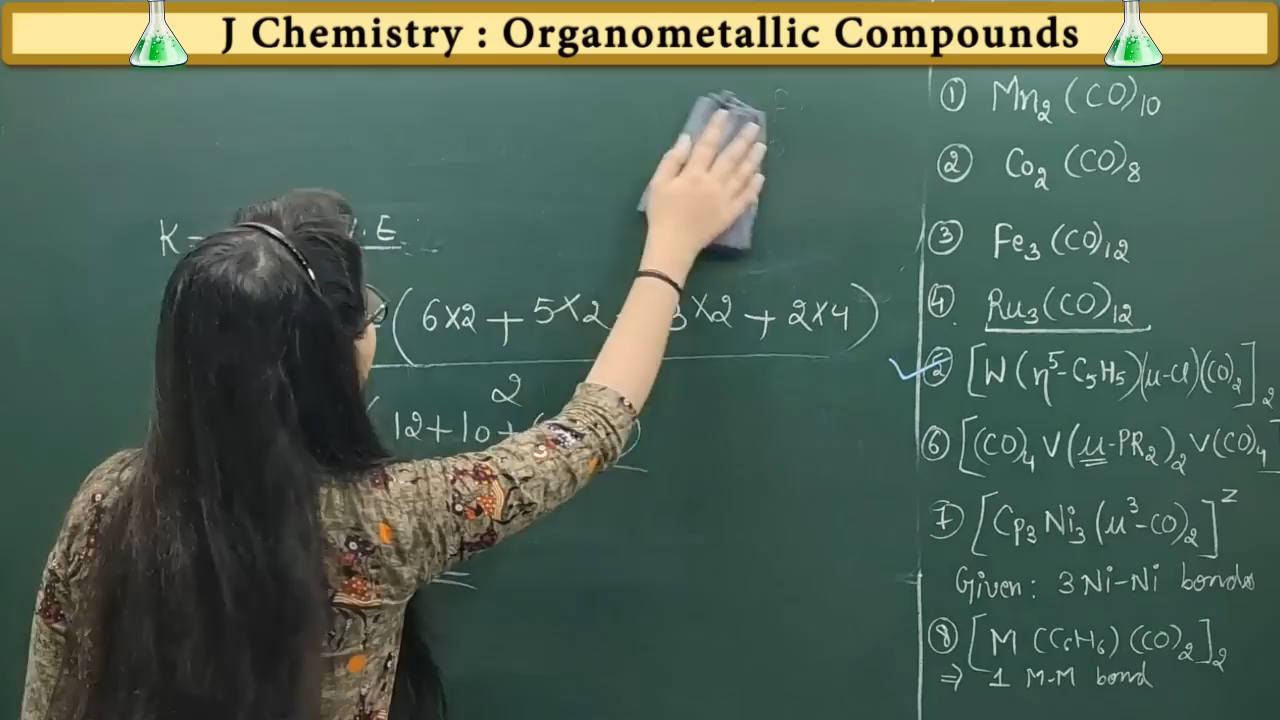 J Chemistry : Organometallic Compounds
K
.E
(6×2 + 5×2 3×2 + 2×4)
2
12+10+
① Mn₂ (CO)₁₀
② Co₂ (CO)₈
③ Fe₃ (CO)₁₂
④. Ru₃(CO)₁₂
⑤ [W(η⁵-C₅H₅)(μ-Cl)(CO)₂]₂
⑥ [(CO)₄ V(μ-PR₂)₂ V(CO)₄]
⑦ [Cp₃ Ni₃ (μ³-CO)₂]ᶻ
Given: 3 Ni-Ni bonds
⑧ [M (C₆H₆) (CO)₂]₂
⇒ 1 M-M bond